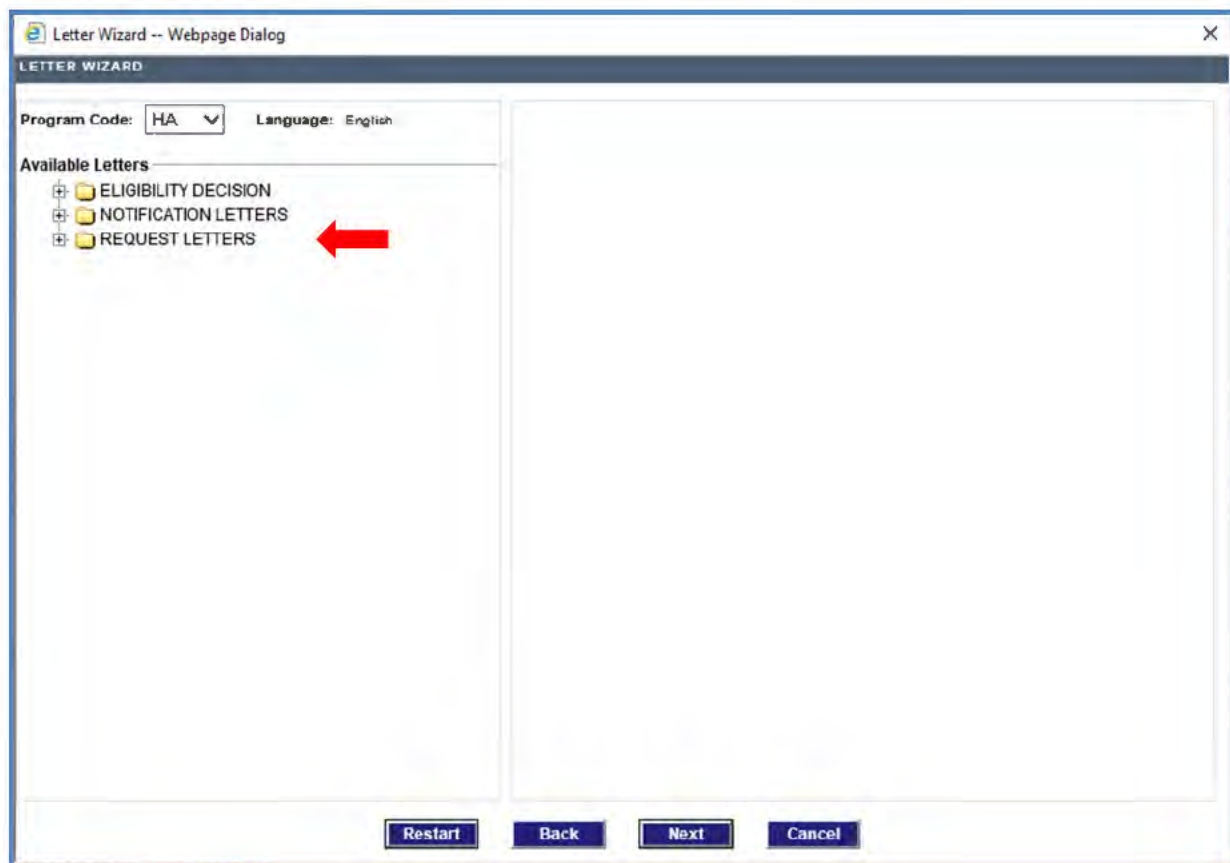 Letter Wizard -- Webpage Dialog
LETTER WIZARD
Program Code: HA Language: English
Available Letters
ELIGIBILITY DECISION
NOTIFICATION LETTERS
REQUEST LETTERS
Restart Back Next Cancel